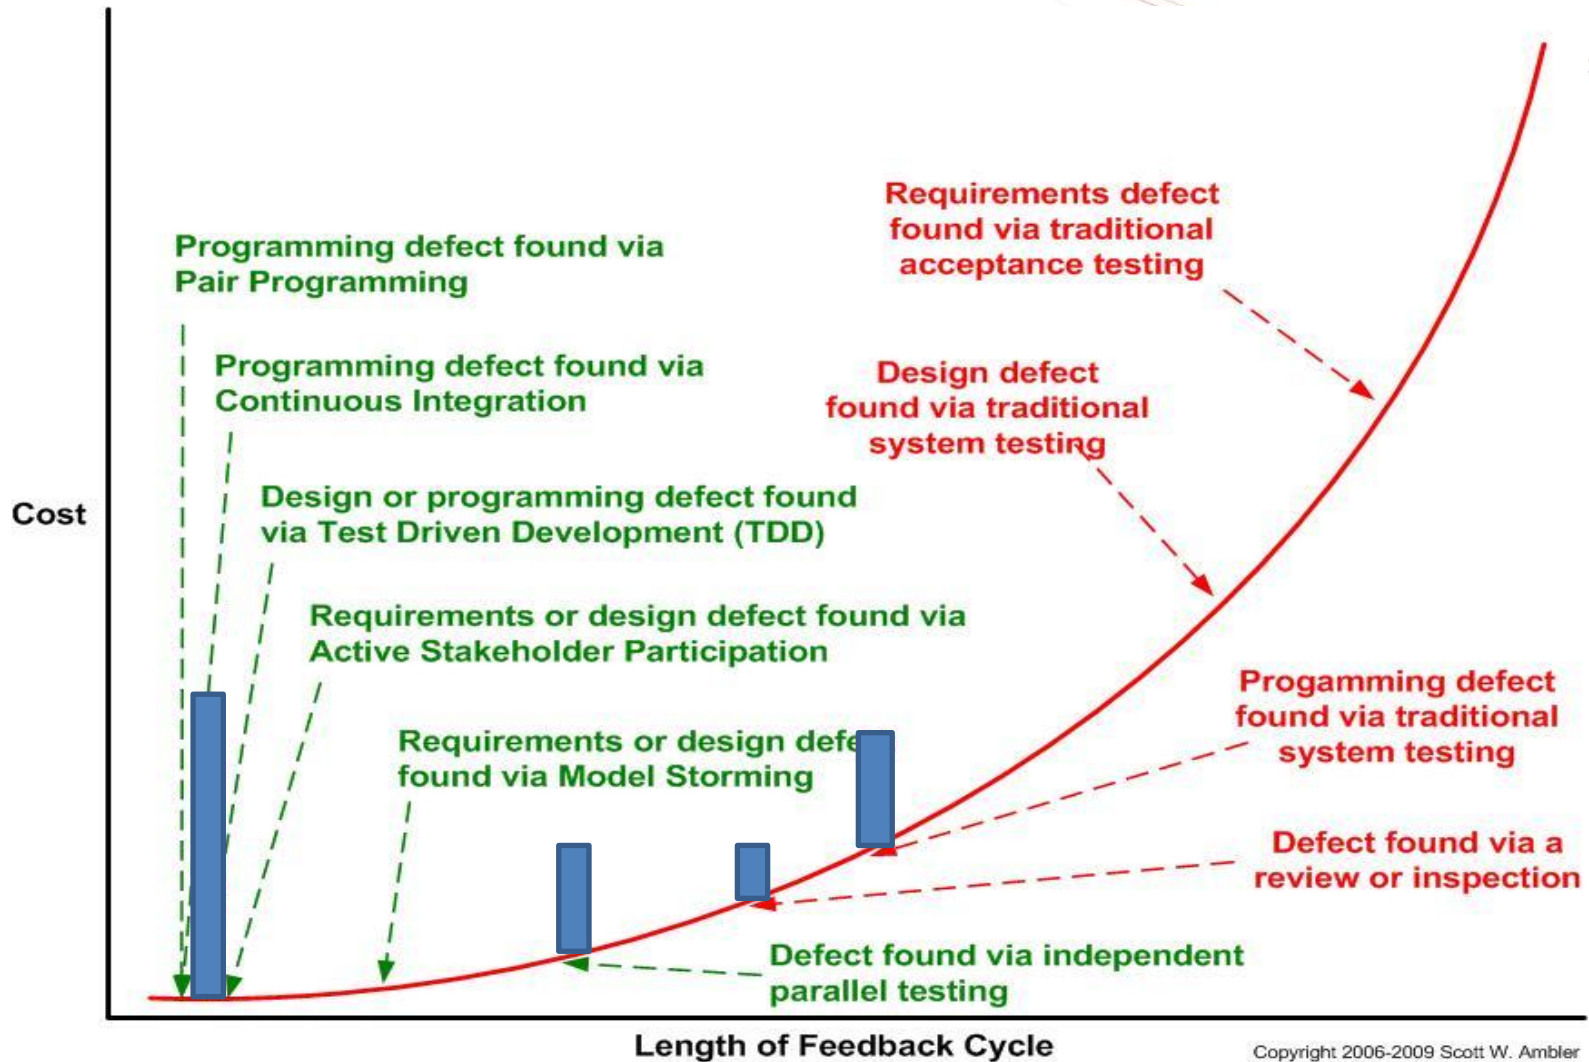 Programming defect found via
Pair Programming
Programming defect found via
Continuous Integration
Design or programming defect found
via Test Driven Development (TDD)
Requirements or design defect found via
Active Stakeholder Participation
Requirements or design defe
found via Model Storming
Defect found via independent
parallel testing
Requirements defect
found via traditional
acceptance testing
Design defect
found via traditional
system testing
Progamming defect
found via traditional
system testing
Defect found via a
review or inspection
Cost
Length of Feedback Cycle
Copyright 2006-2009 Scott W. Ambler